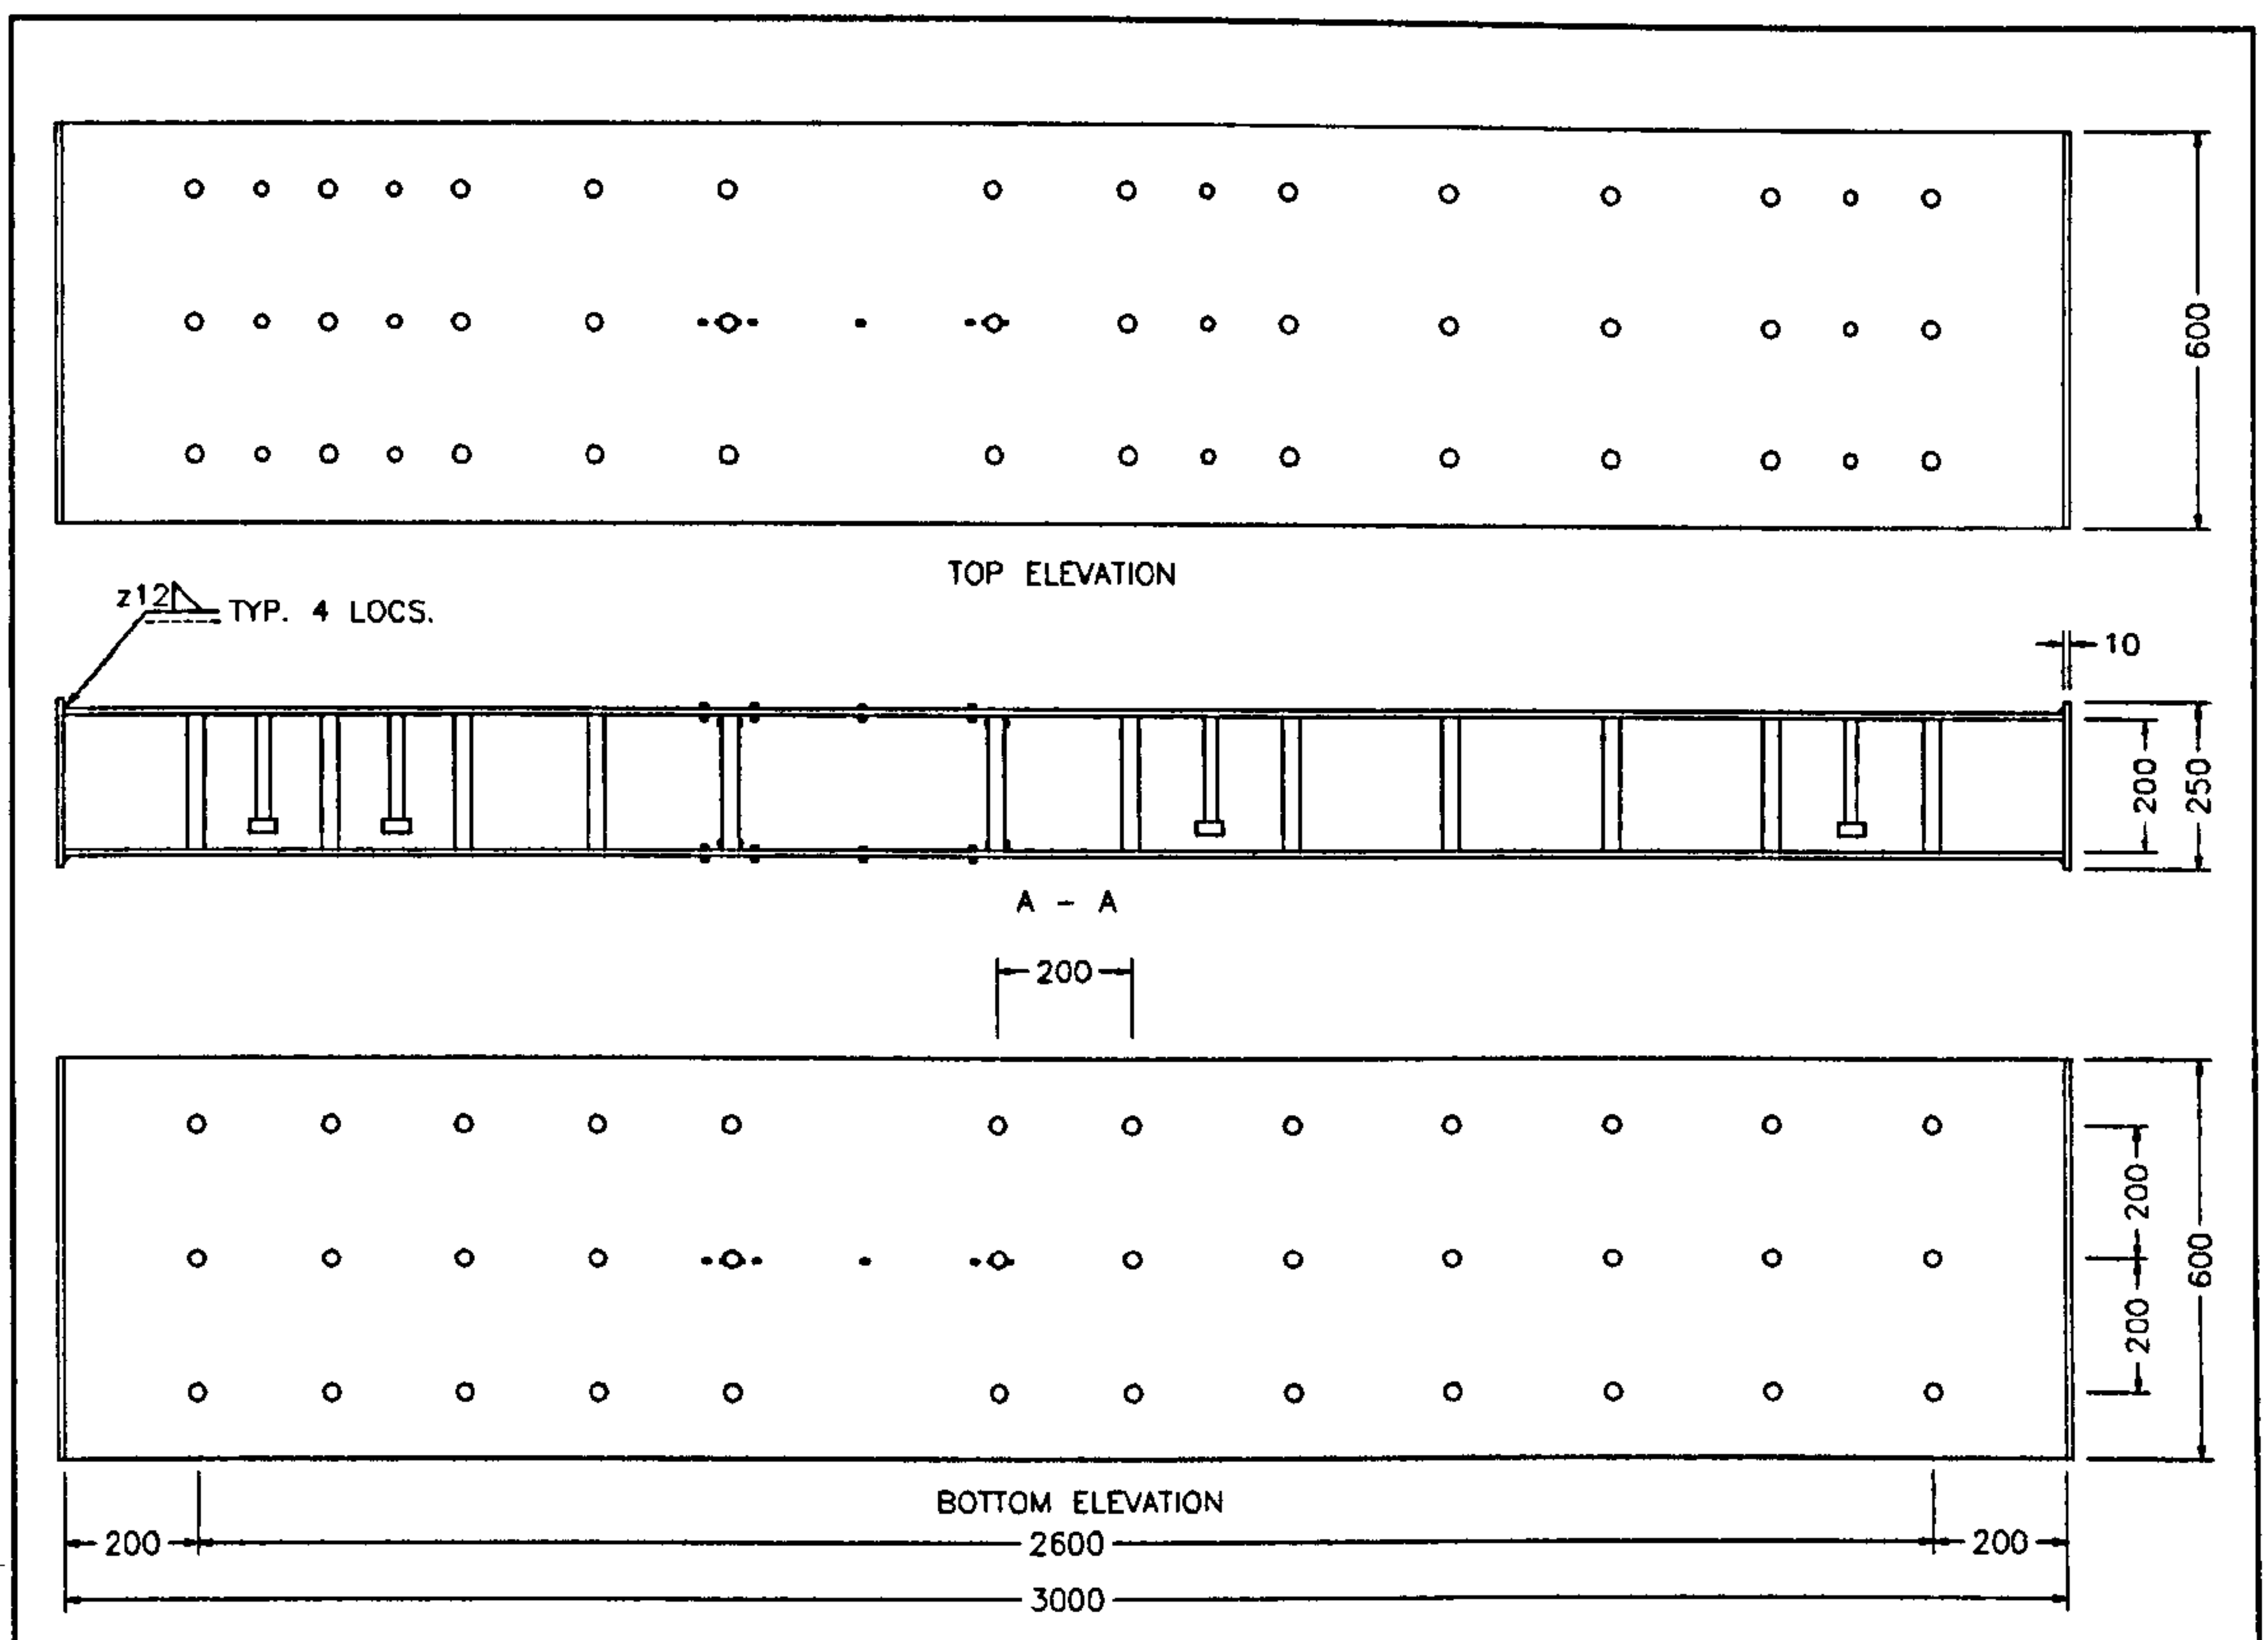 600
TOP ELEVATION
z12 TYP. 4 LOCS.
10
200
250
A - A
200
200
200
600
BOTTOM ELEVATION
200 2600 200
3000